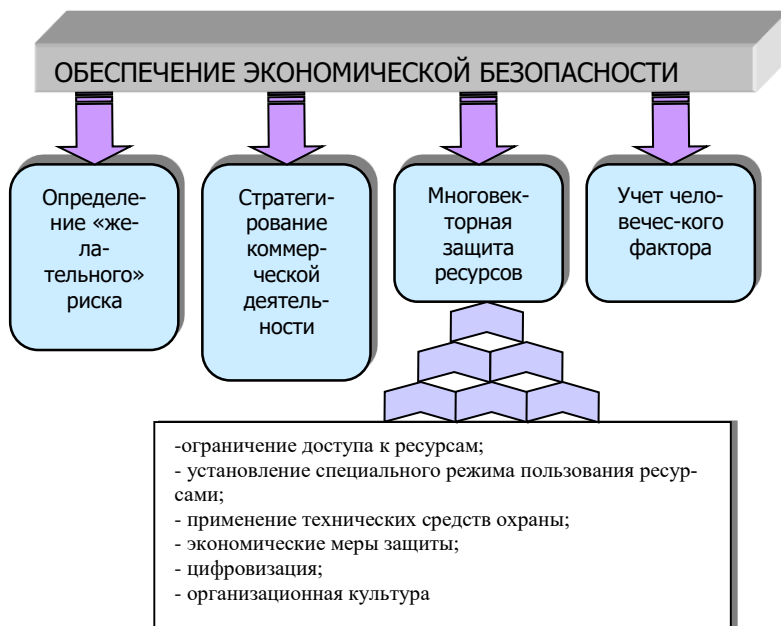 ОБЕСПЕЧЕНИЕ ЭКОНОМИЧЕСКОЙ БЕЗОПАСНОСТИ
Определе-
ние «же-
ла-
тельного»
риска
Стратеги-
рование
коммер-
ческой
деятель-
ности
Многовек-
торная
защита
ресурсов
Учет чело-
вечес-кого
фактора
-ограничение доступа к ресурсам;
- установление специального режима пользования ресур-
сами;
- применение технических средств охраны;
- экономические меры защиты;
- цифровизация;
- организационная культура